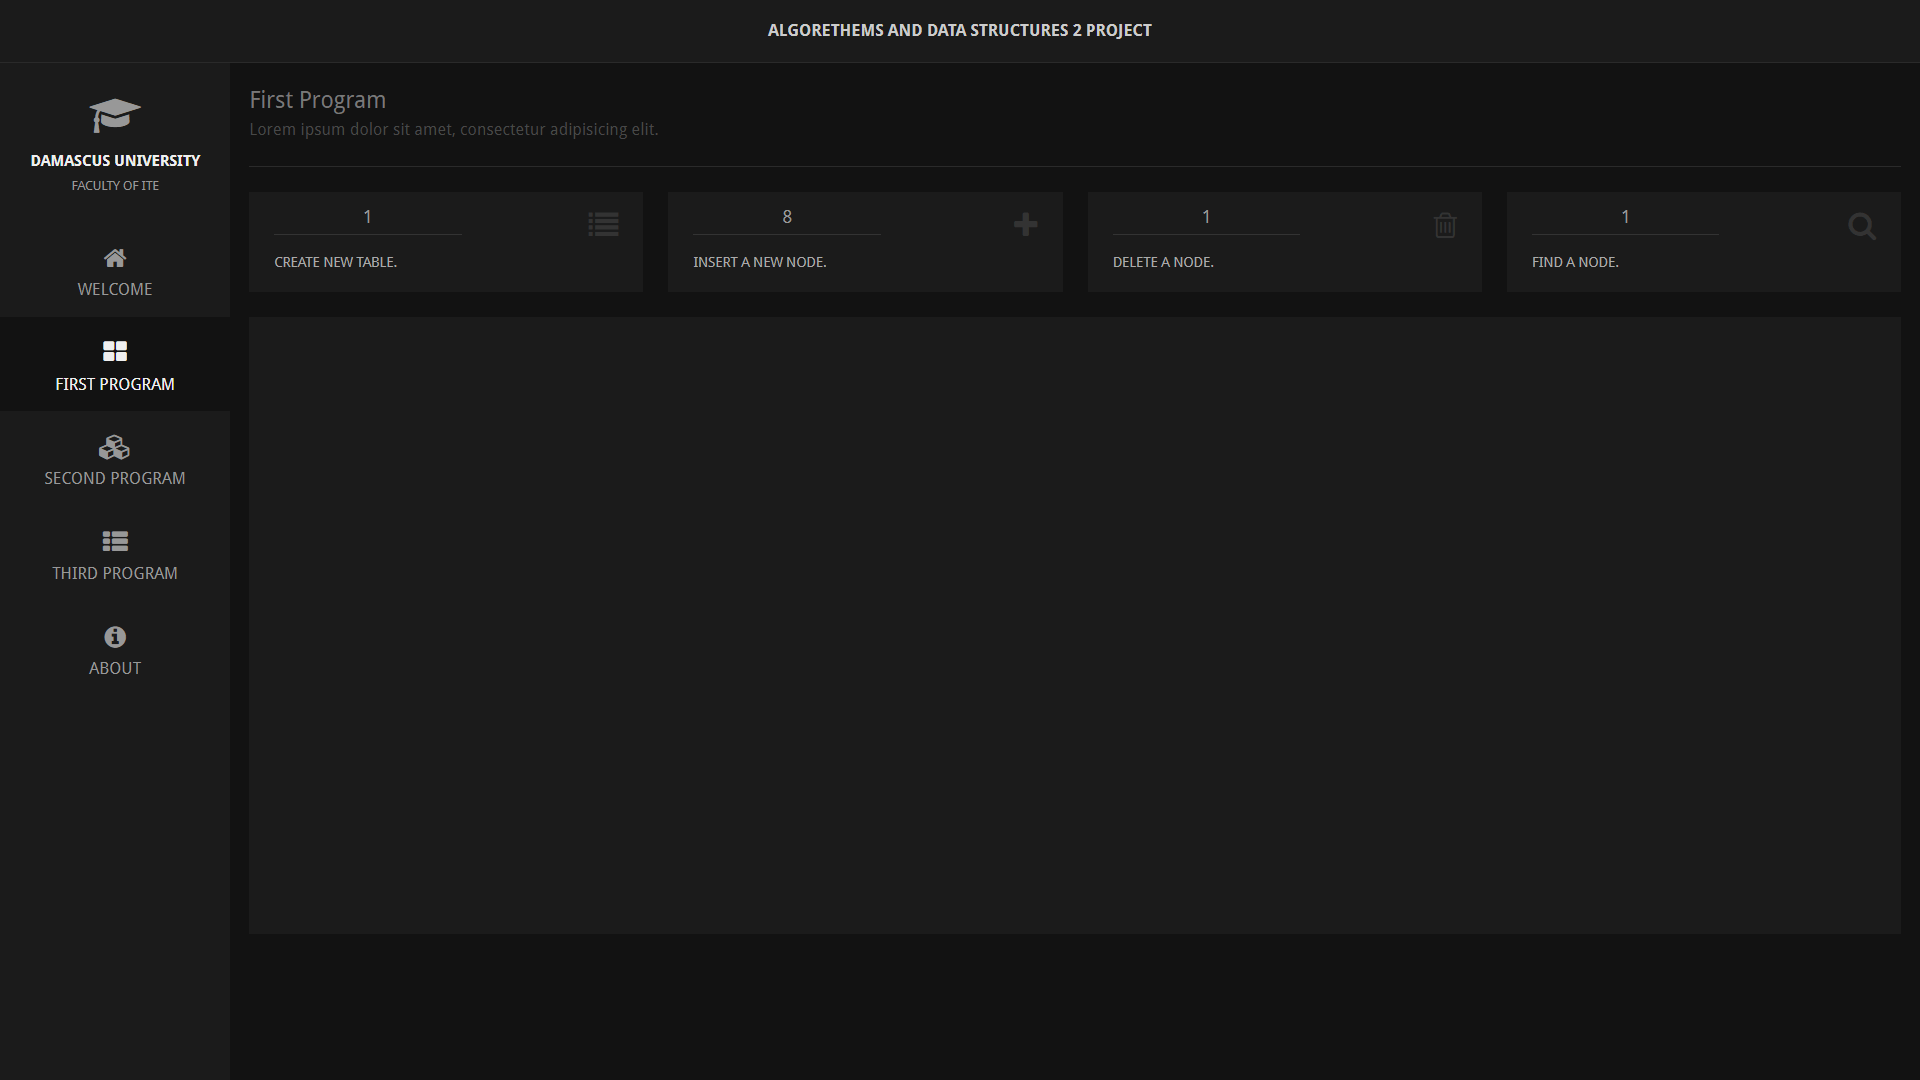 ALGORETHEMS AND DATA STRUCTURES 2 PROJECT
DAMASCUS UNIVERSITY
FACULTY OF ITE
WELCOME
FIRST PROGRAM
SECOND PROGRAM
THIRD PROGRAM
ABOUT
First Program
Lorem ipsum dolor sit amet, consectetur adipisicing elit.
1
CREATE NEW TABLE.
8
INSERT A NEW NODE.
1
DELETE A NODE.
1
FIND A NODE.